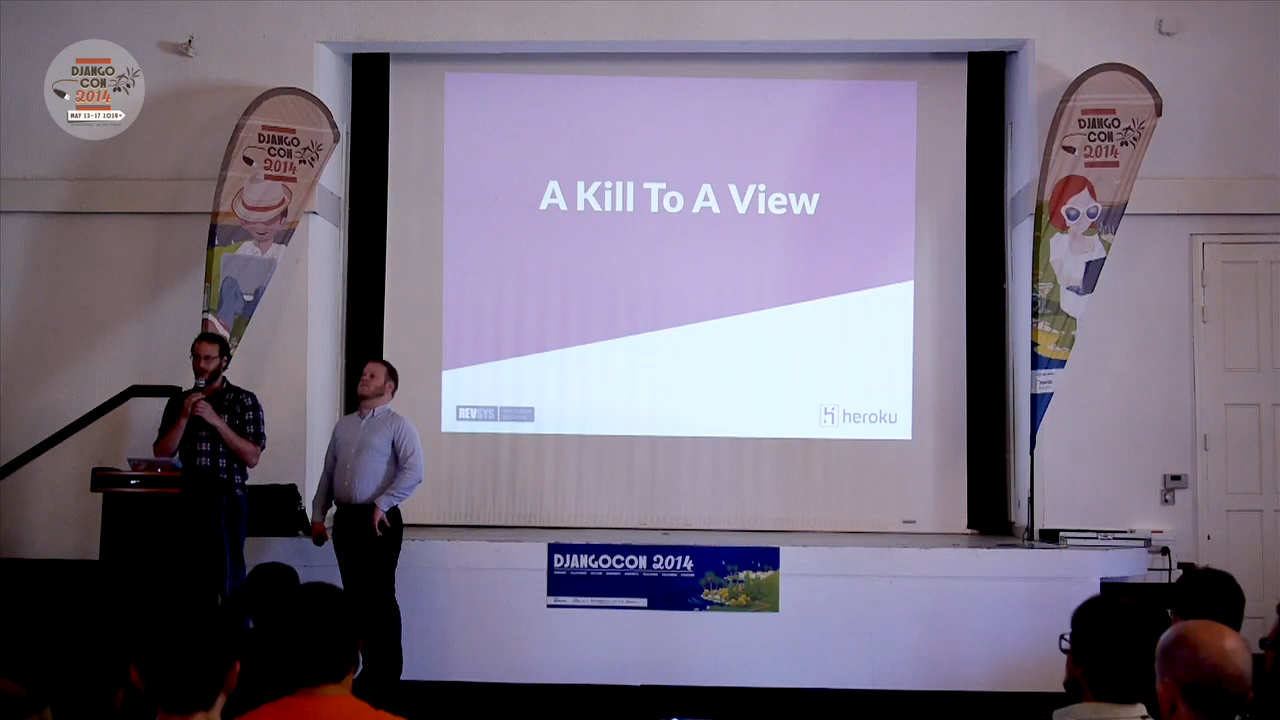 DJANGO
CON
2014
MAY 13-17 2014
DJANGO
CON
2014
A Kill To A View
REVSYS
heroku
DJANGO
CON
2014
DJANGOCON 2014